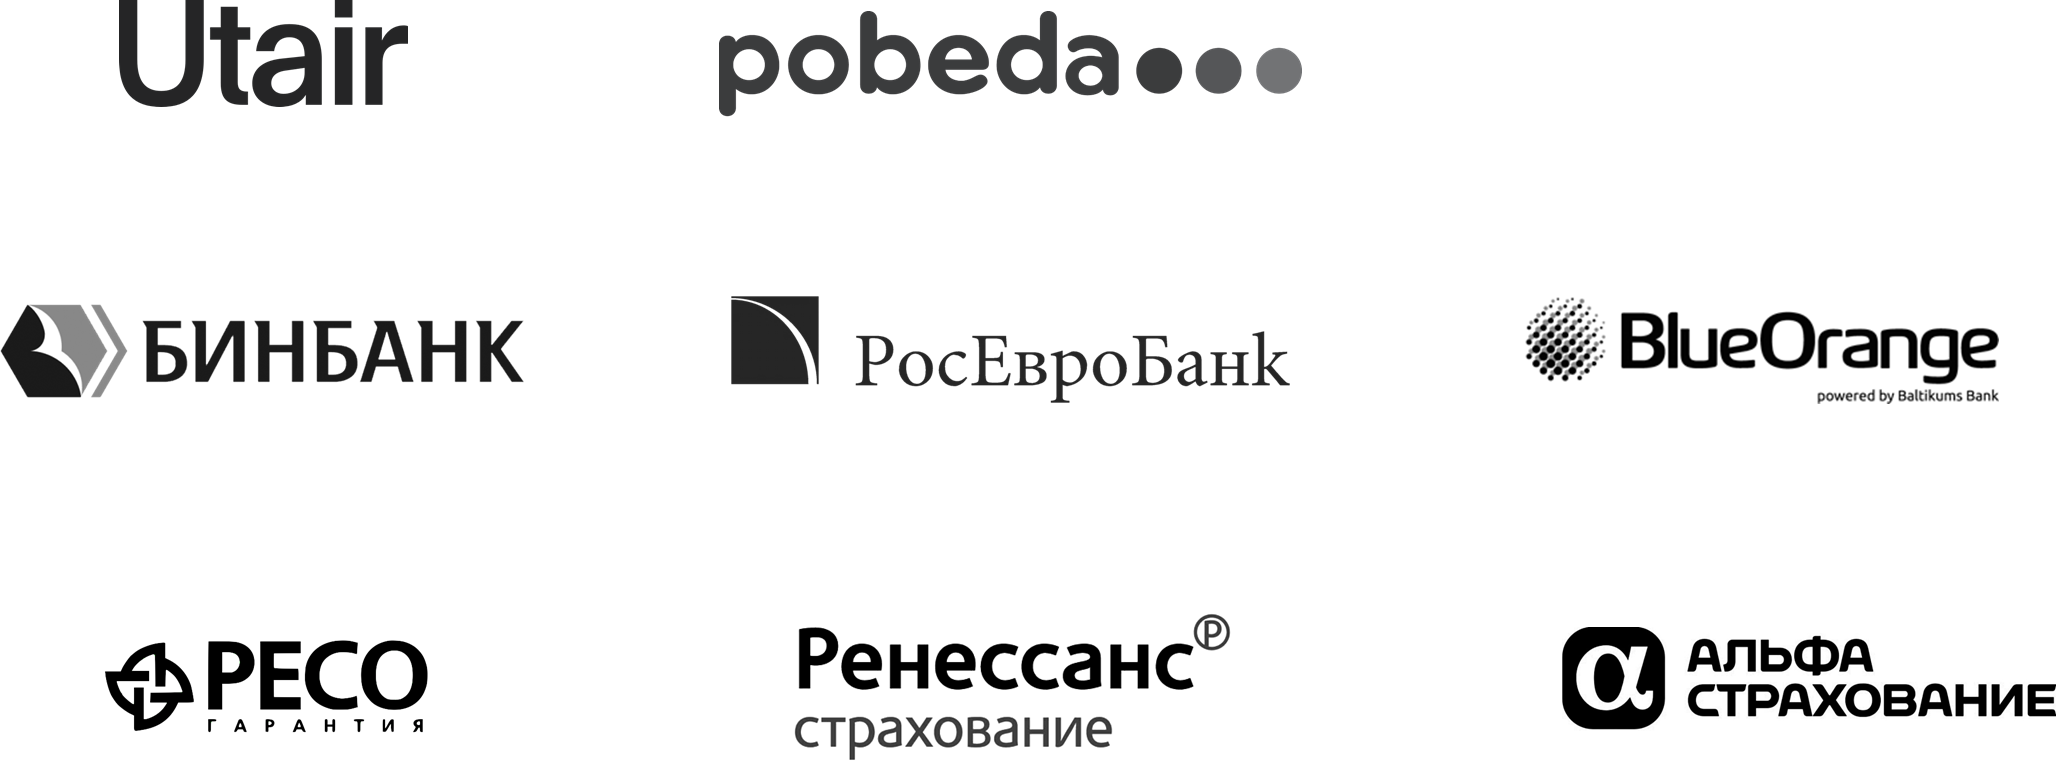 Utair
pobeda
БИНБАНК
РосЕвроБанк
BlueOrange
powered by Baltikums Bank
РЕСО
ГАРАНТИЯ
Ренессанс ℗
страхование
α АЛЬФА
СТРАХОВАНИЕ